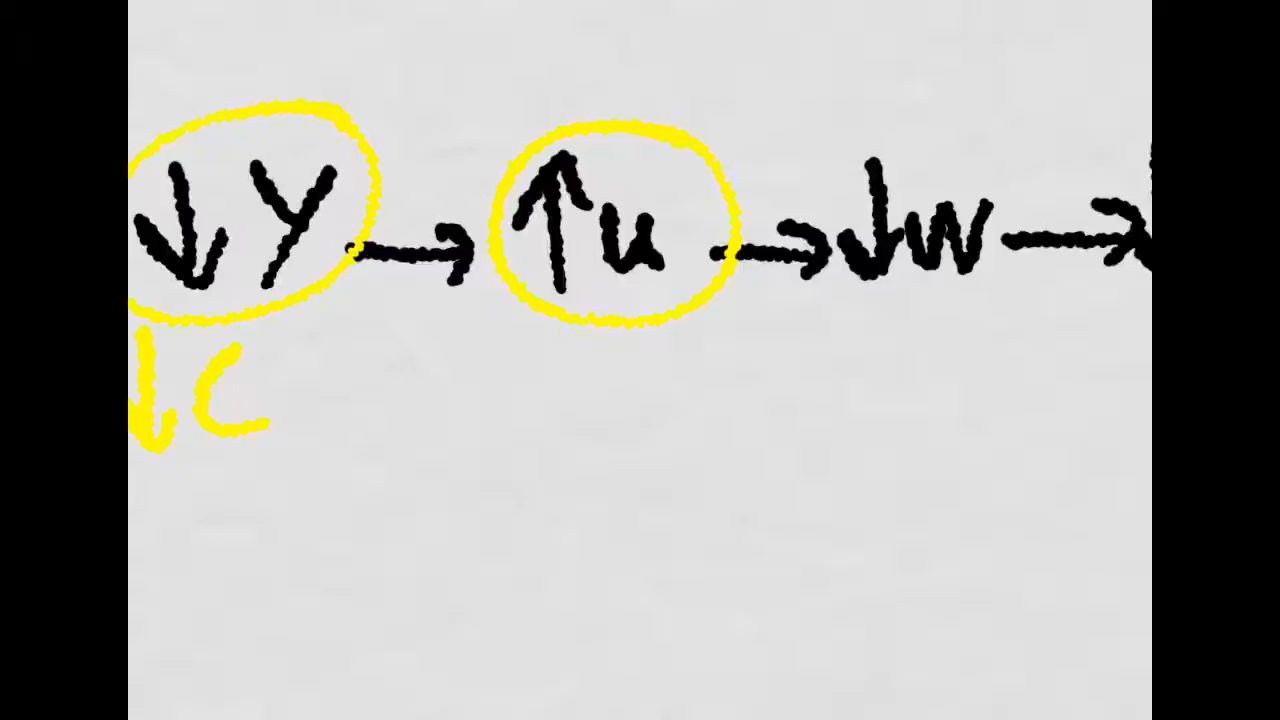 ↓Y → ↑u → ↓w →
↓C